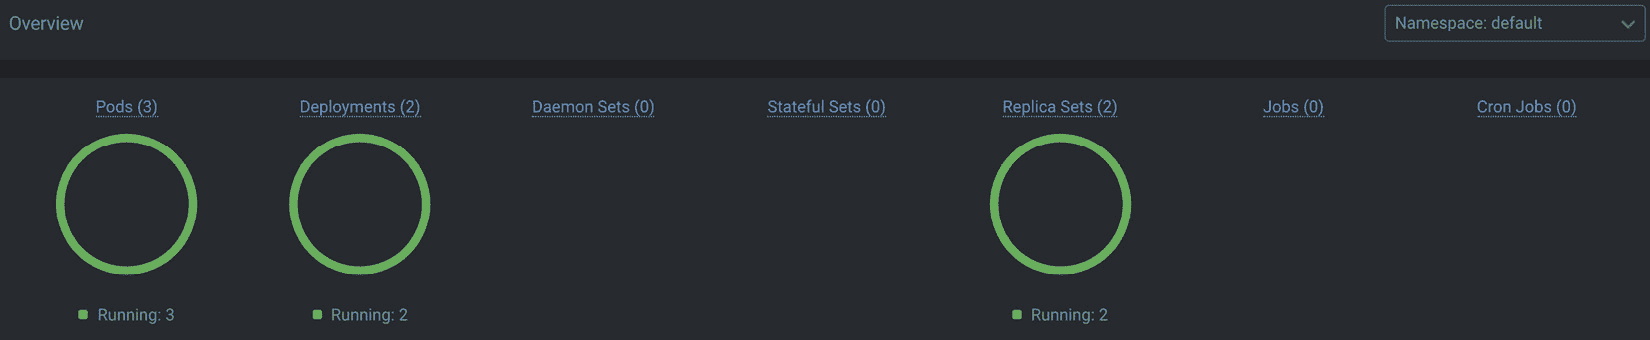 Overview
Namespace: default
Pods (3)
Deployments (2)
Daemon Sets (0)
Stateful Sets (0)
Replica Sets (2)
Jobs (0)
Cron Jobs (0)
Running: 3
Running: 2
Running: 2